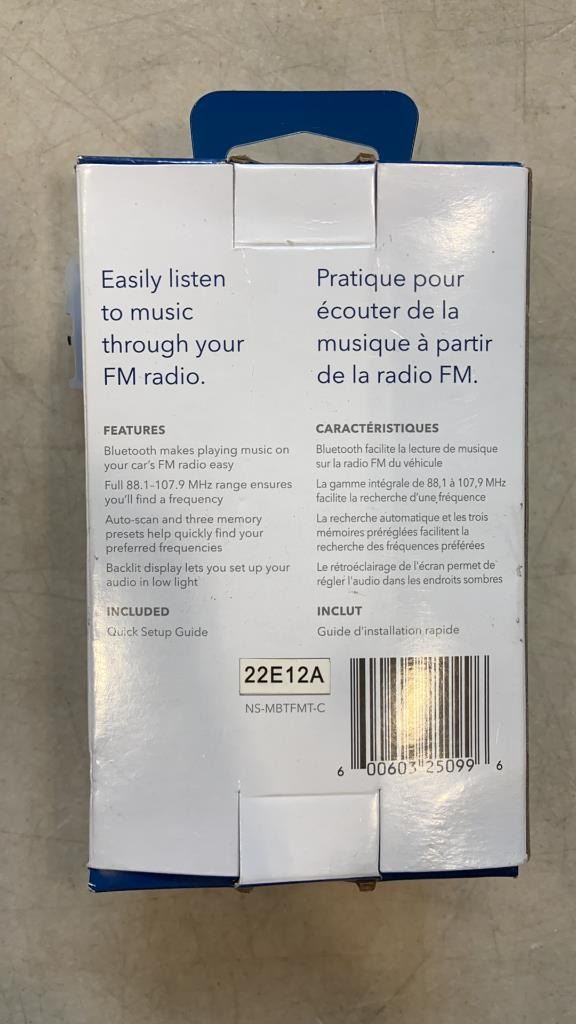 Easily listen
to music
through your
FM radio.
FEATURES
Bluetooth makes playing music on
your car's FM radio easy
Full 88.1–107.9 MHz range ensures
you'll find a frequency
Auto-scan and three memory
presets help quickly find your
preferred frequencies
Backlit display lets you set up your
audio in low light
INCLUDED
Quick Setup Guide
Pratique pour
écouter de la
musique à partir
de la radio FM.
CARACTÉRISTIQUES
Bluetooth facilite la lecture de musique
sur la radio FM du véhicule
La gamme intégrale de 88,1 à 107,9 MHz
facilite la recherche d'une fréquence
La recherche automatique et les trois
mémoires préréglées facilitent la
recherche des fréquences préférées
Le rétroéclairage de l'écran permet de
régler l'audio dans les endroits sombres
INCLUT
Guide d'installation rapide
22E12A
NS-MBTFMT-C
6 00603 25099 6